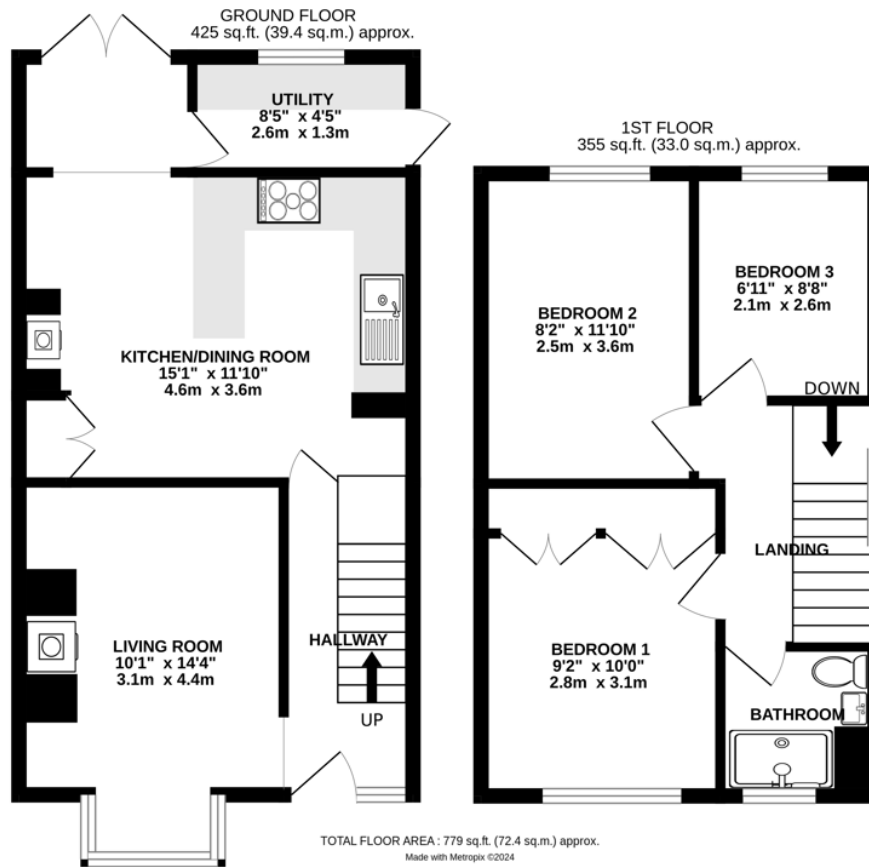 GROUND FLOOR
425 sq.ft. (39.4 sq.m.) approx.
UTILITY
8'5" x 4'5"
2.6m x 1.3m
KITCHEN/DINING ROOM
15'1" x 11'10"
4.6m x 3.6m
LIVING ROOM
10'1" x 14'4"
3.1m x 4.4m
HALLWAY
UP
1ST FLOOR
355 sq.ft. (33.0 sq.m.) approx.
BEDROOM 2
8'2" x 11'10"
2.5m x 3.6m
BEDROOM 3
6'11" x 8'8"
2.1m x 2.6m
DOWN
LANDING
BEDROOM 1
9'2" x 10'0"
2.8m x 3.1m
BATHROOM
TOTAL FLOOR AREA : 779 sq.ft. (72.4 sq.m.) approx.
Made with Metropix ©2024